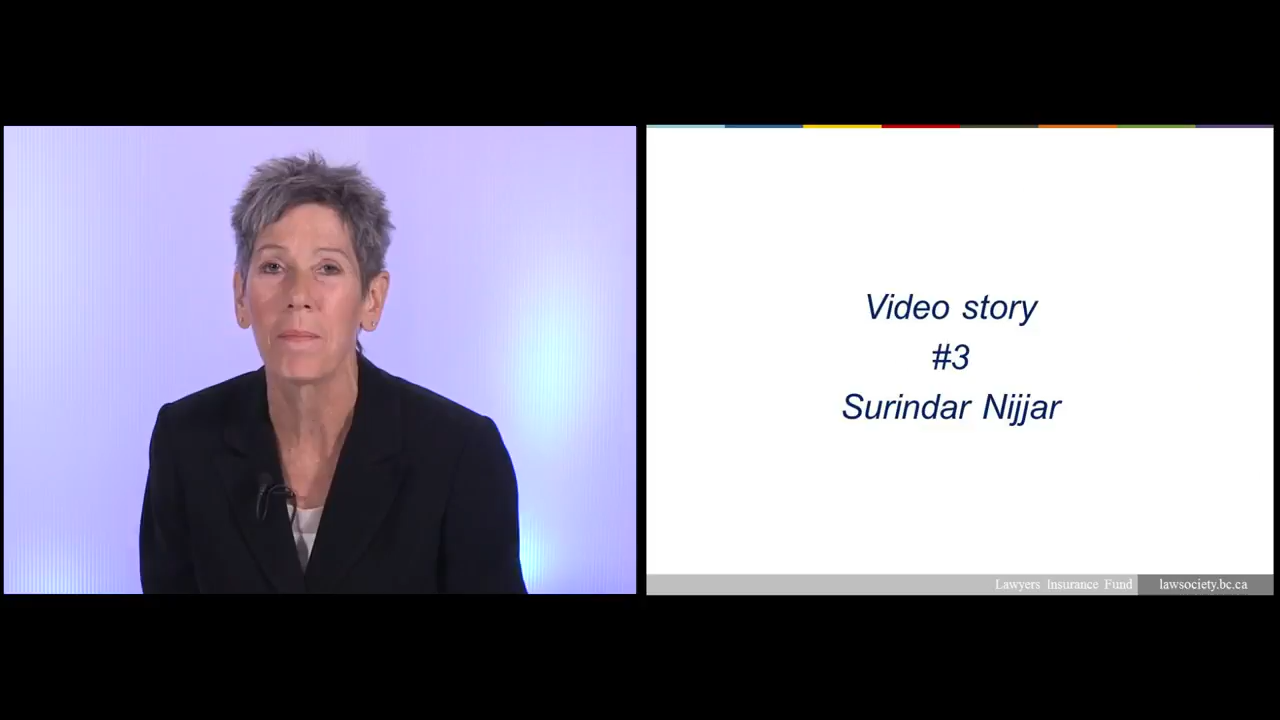 Video story
#3
Surindar Nijjar
Lawyers Insurance Fund
lawsociety.bc.ca